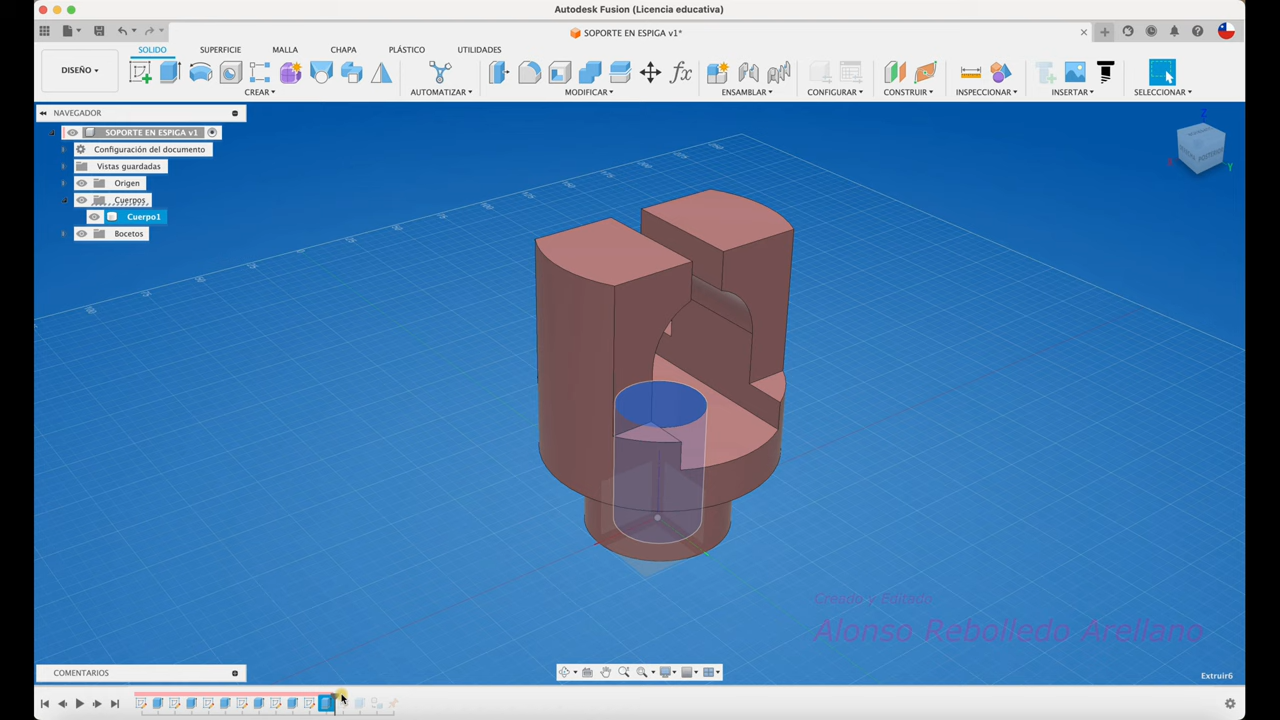 Autodesk Fusion (Licencia educativa)
SOPORTE EN ESPIGA v1*
SOLIDO SUPERFICIE MALLA CHAPA PLÁSTICO UTILIDADES
DISEÑO
CREAR AUTOMATIZAR MODIFICAR ENSAMBLAR CONFIGURAR CONSTRUIR INSPECCIONAR INSERTAR SELECCIONAR
NAVEGADOR
SOPORTE EN ESPIGA v1
Configuración del documento
Vistas guardadas
Origen
Cuerpos
Cuerpo1
Bocetos
Z
Y
Creado y Editado
Alonso Rebolledo Arellano
COMENTARIOS
Extruir6